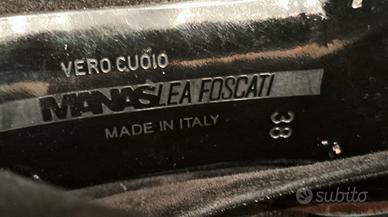 VERO CUOIO
MANAS LEA FOSCATI
MADE IN ITALY
38
subito